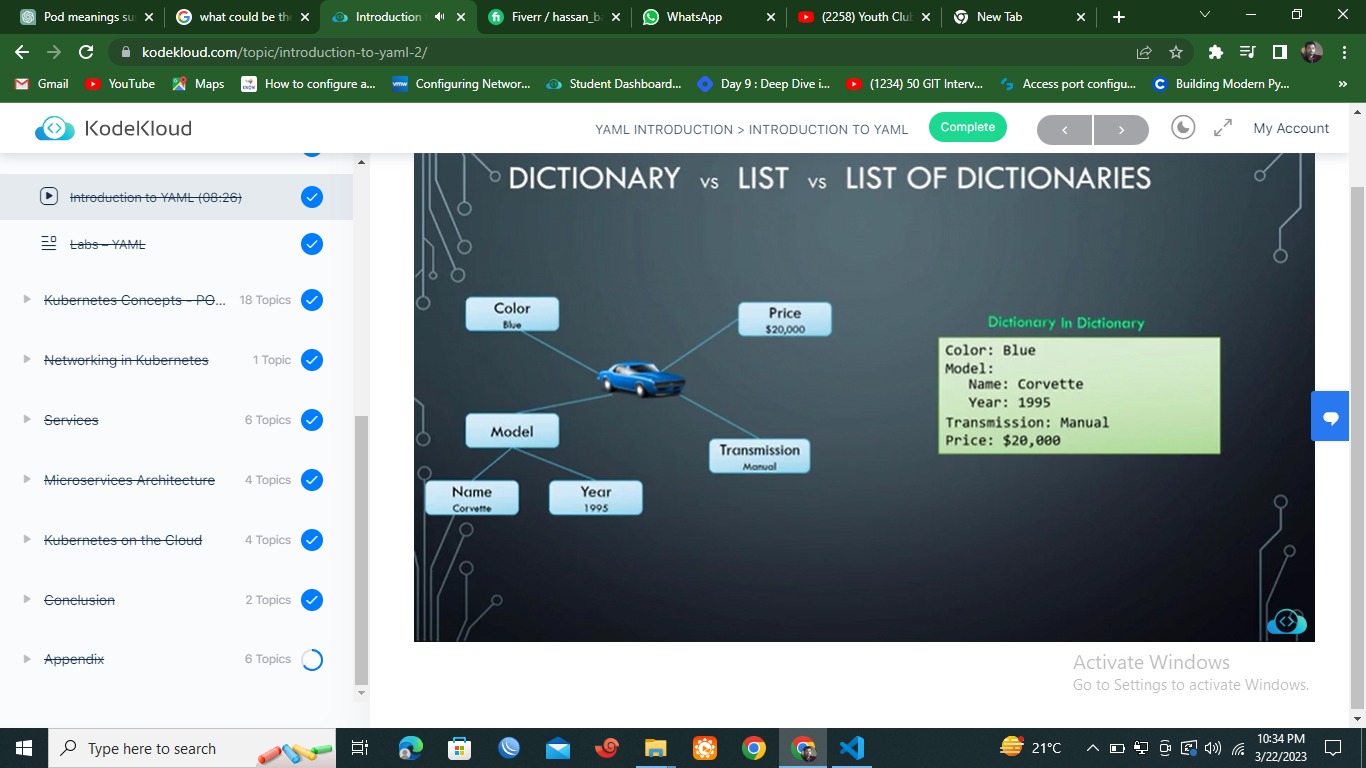 Pod meanings su
what could be the
Introduction
Fiverr / hassan_b
WhatsApp
(2258) Youth Clu
New Tab
kodekloud.com/topic/introduction-to-yaml-2/
Gmail
YouTube
Maps
How to configure a...
vmw
Configuring Networ...
Student Dashboard...
Day 9 : Deep Dive i...
(1234) 50 GIT Interv...
Access port configu...
Building Modern Py...
KodeKloud
YAML INTRODUCTION > INTRODUCTION TO YAML
Complete
My Account
Introduction to YAML (08:26)
Labs – YAML
Kubernetes Concepts - PO... 18 Topics
Networking in Kubernetes 1 Topic
Services 6 Topics
Microservices Architecture 4 Topics
Kubernetes on the Cloud 4 Topics
Conclusion 2 Topics
Appendix 6 Topics
DICTIONARY vs LIST vs LIST OF DICTIONARIES
Color
Blue
Price
$20,000
Model
Transmission
Manual
Name
Corvette
Year
1995
Dictionary In Dictionary
Color: Blue
Model:
Name: Corvette
Year: 1995
Transmission: Manual
Price: $20,000
Activate Windows
Go to Settings to activate Windows.
Type here to search
21°C
10:34 PM
3/22/2023